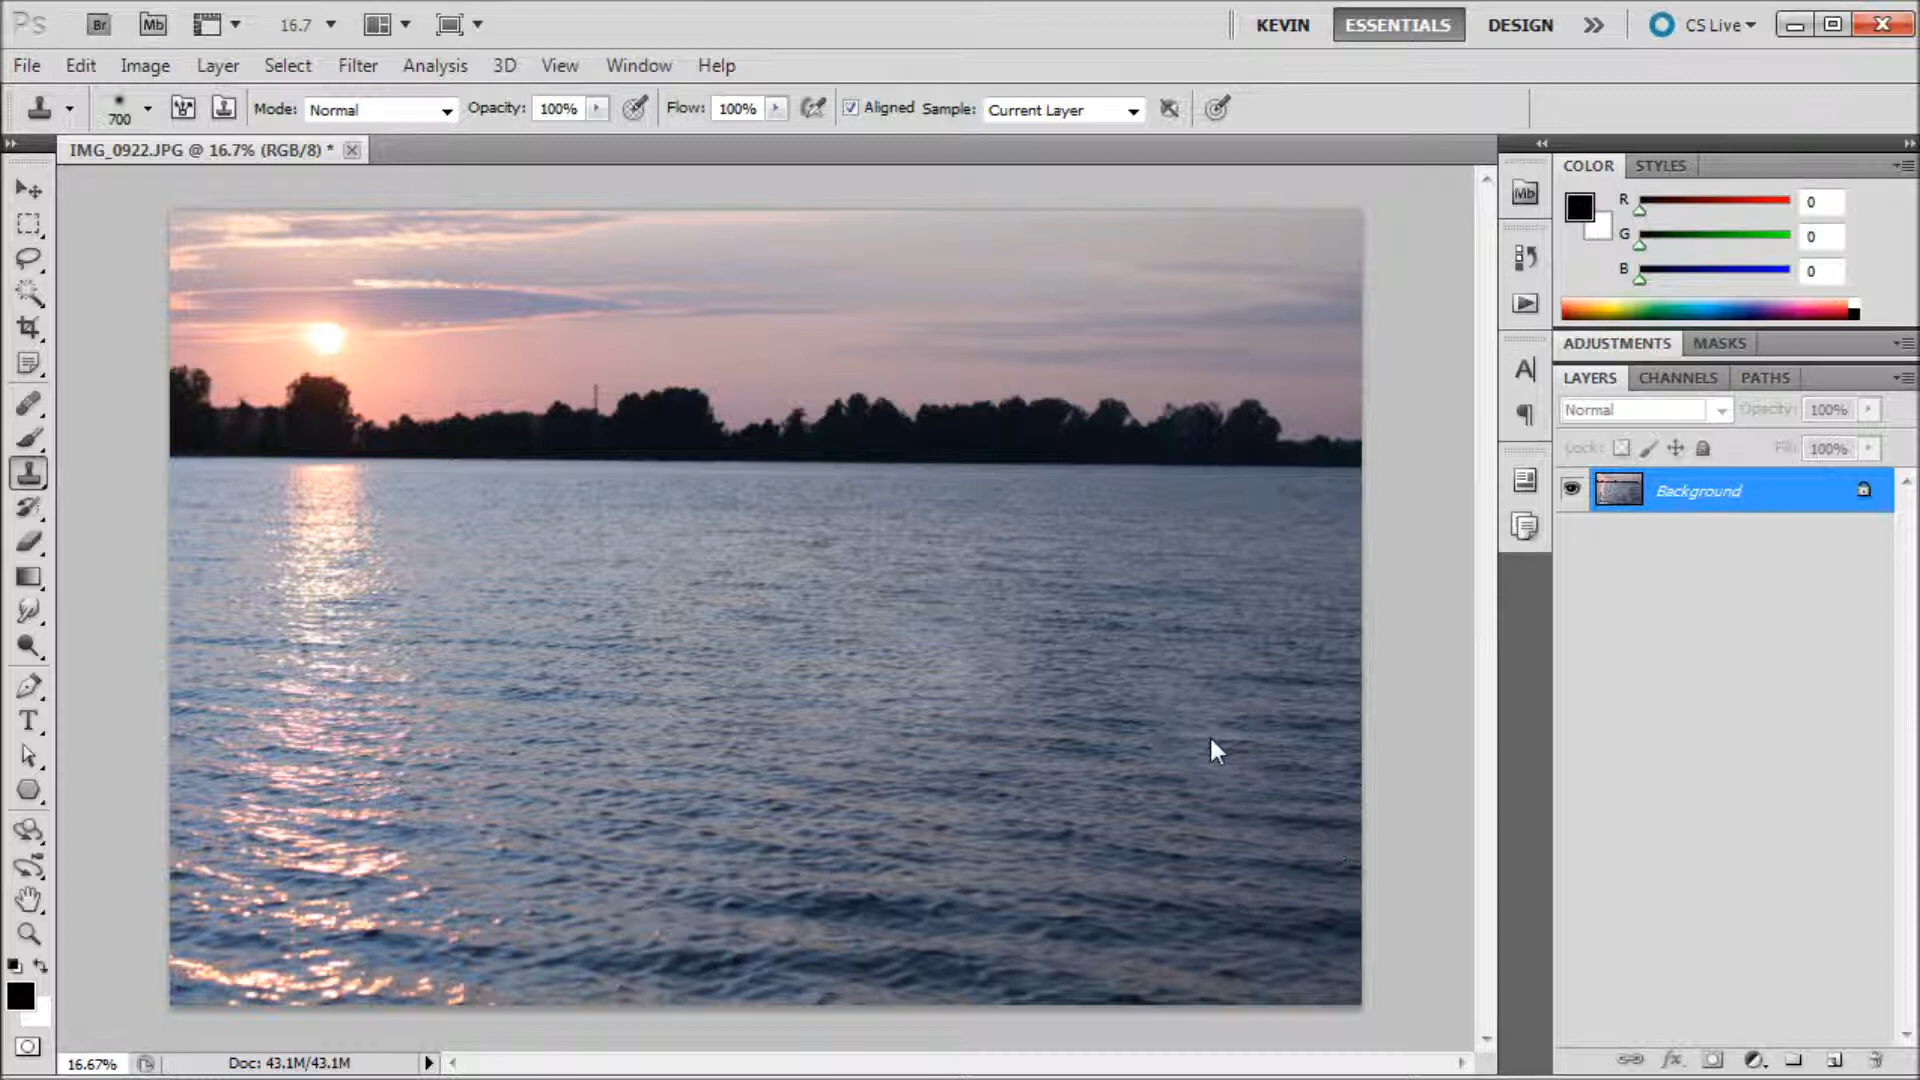 Ps Br Mb 16.7 KEVIN ESSENTIALS DESIGN CS Live
File Edit Image Layer Select Filter Analysis 3D View Window Help
700 Mode: Normal Opacity: 100% Flow: 100% Aligned Sample: Current Layer
IMG_0922.JPG @ 16.7% (RGB/8) *
COLOR STYLES
Mb
R 0
G 0
B 0
ADJUSTMENTS MASKS
LAYERS CHANNELS PATHS
Normal Opacity: 100%
Lock: Fill: 100%
Background
16.67% Doc: 43.1M/43.1M